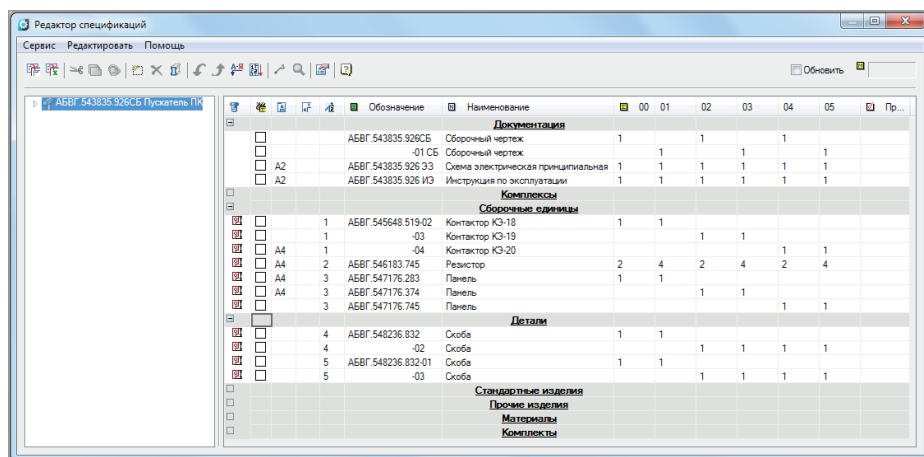 Редактор спецификаций
Сервис Редактировать Помощь
Обновить
АБВГ.543835.926СБ Пускатель ПК
Обозначение Наименование 00 01 02 03 04 05 Пр...
Документация
АБВГ.543835.926СБ Сборочный чертеж 1 1 1
-01 СБ Сборочный чертеж 1 1 1
А2 АБВГ.543835.926 ЭЗ Схема электрическая принципиальная 1 1 1 1 1 1
А2 АБВГ.543835.926 ИЭ Инструкция по эксплуатации 1 1 1 1 1 1
Комплексы
Сборочные единицы
1 АБВГ.545648.519-02 Контактор КЭ-18 1 1
1 -03 Контактор КЭ-19 1 1
А4 1 -04 Контактор КЭ-20 1 1
А4 2 АБВГ.546183.745 Резистор 2 4 2 4 2 4
А4 3 АБВГ.547176.283 Панель 1 1
А4 3 АБВГ.547176.374 Панель 1 1
3 АБВГ.547176.745 Панель 1 1
Детали
4 АБВГ.548236.832 Скоба 1 1
4 -02 Скоба 1 1 1 1
5 АБВГ.548236.832-01 Скоба 1 1
5 -03 Скоба 1 1 1 1
Стандартные изделия
Прочие изделия
Материалы
Комплекты